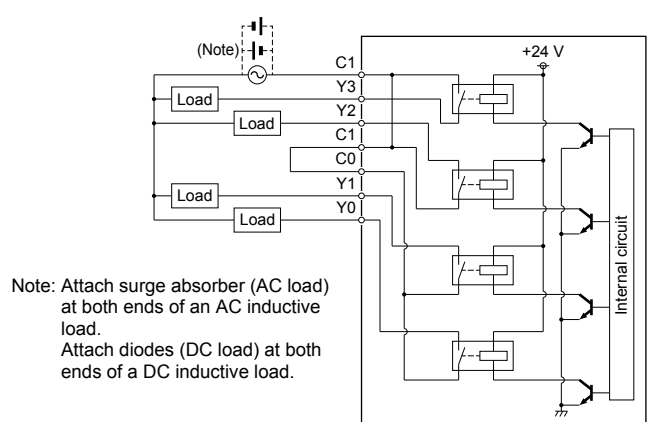 (Note)
+24 V
C1
Y3
Load
Y2
Load
C1
C0
Y1
Load
Y0
Load
Internal circuit
Note: Attach surge absorber (AC load)
at both ends of an AC inductive
load.
Attach diodes (DC load) at both
ends of a DC inductive load.